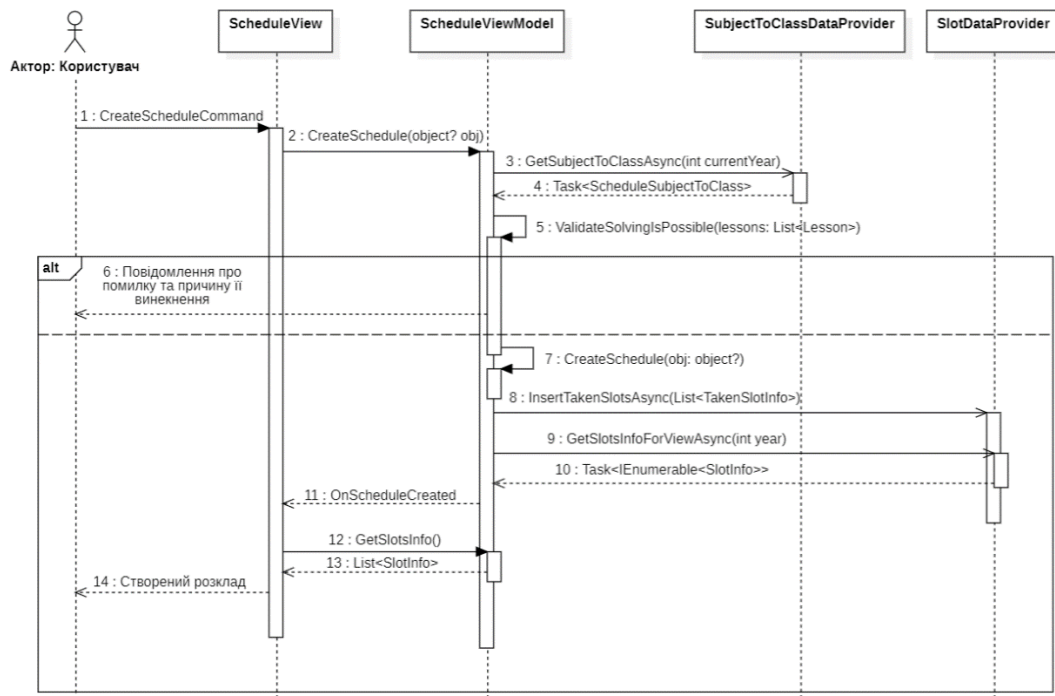 ScheduleView
ScheduleViewModel
SubjectToClassDataProvider
SlotDataProvider
Актор: Користувач
1 : CreateScheduleCommand
2 : CreateSchedule(object? obj)
3 : GetSubjectToClassAsync(int currentYear)
4 : Task<ScheduleSubjectToClass>
5 : ValidateSolvingIsPossible(lessons: List<Lesson>)
alt
6 : Повідомлення про
помилку та причину її
винекнення
7 : CreateSchedule(obj: object?)
8 : InsertTakenSlotsAsync(List<TakenSlotInfo>)
9 : GetSlotsInfoForViewAsync(int year)
10 : Task<IEnumerable<SlotInfo>>
11 : OnScheduleCreated
12 : GetSlotsInfo()
13 : List<SlotInfo>
14 : Створений розклад